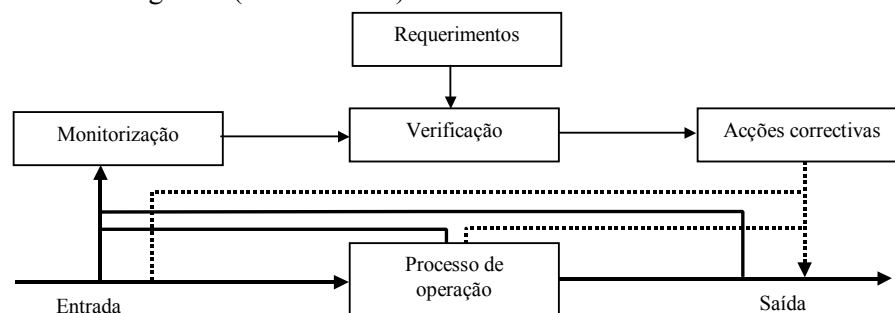 Requerimentos
Monitorização
Verificação
Acções correctivas
Processo de
operação
Entrada
Saída